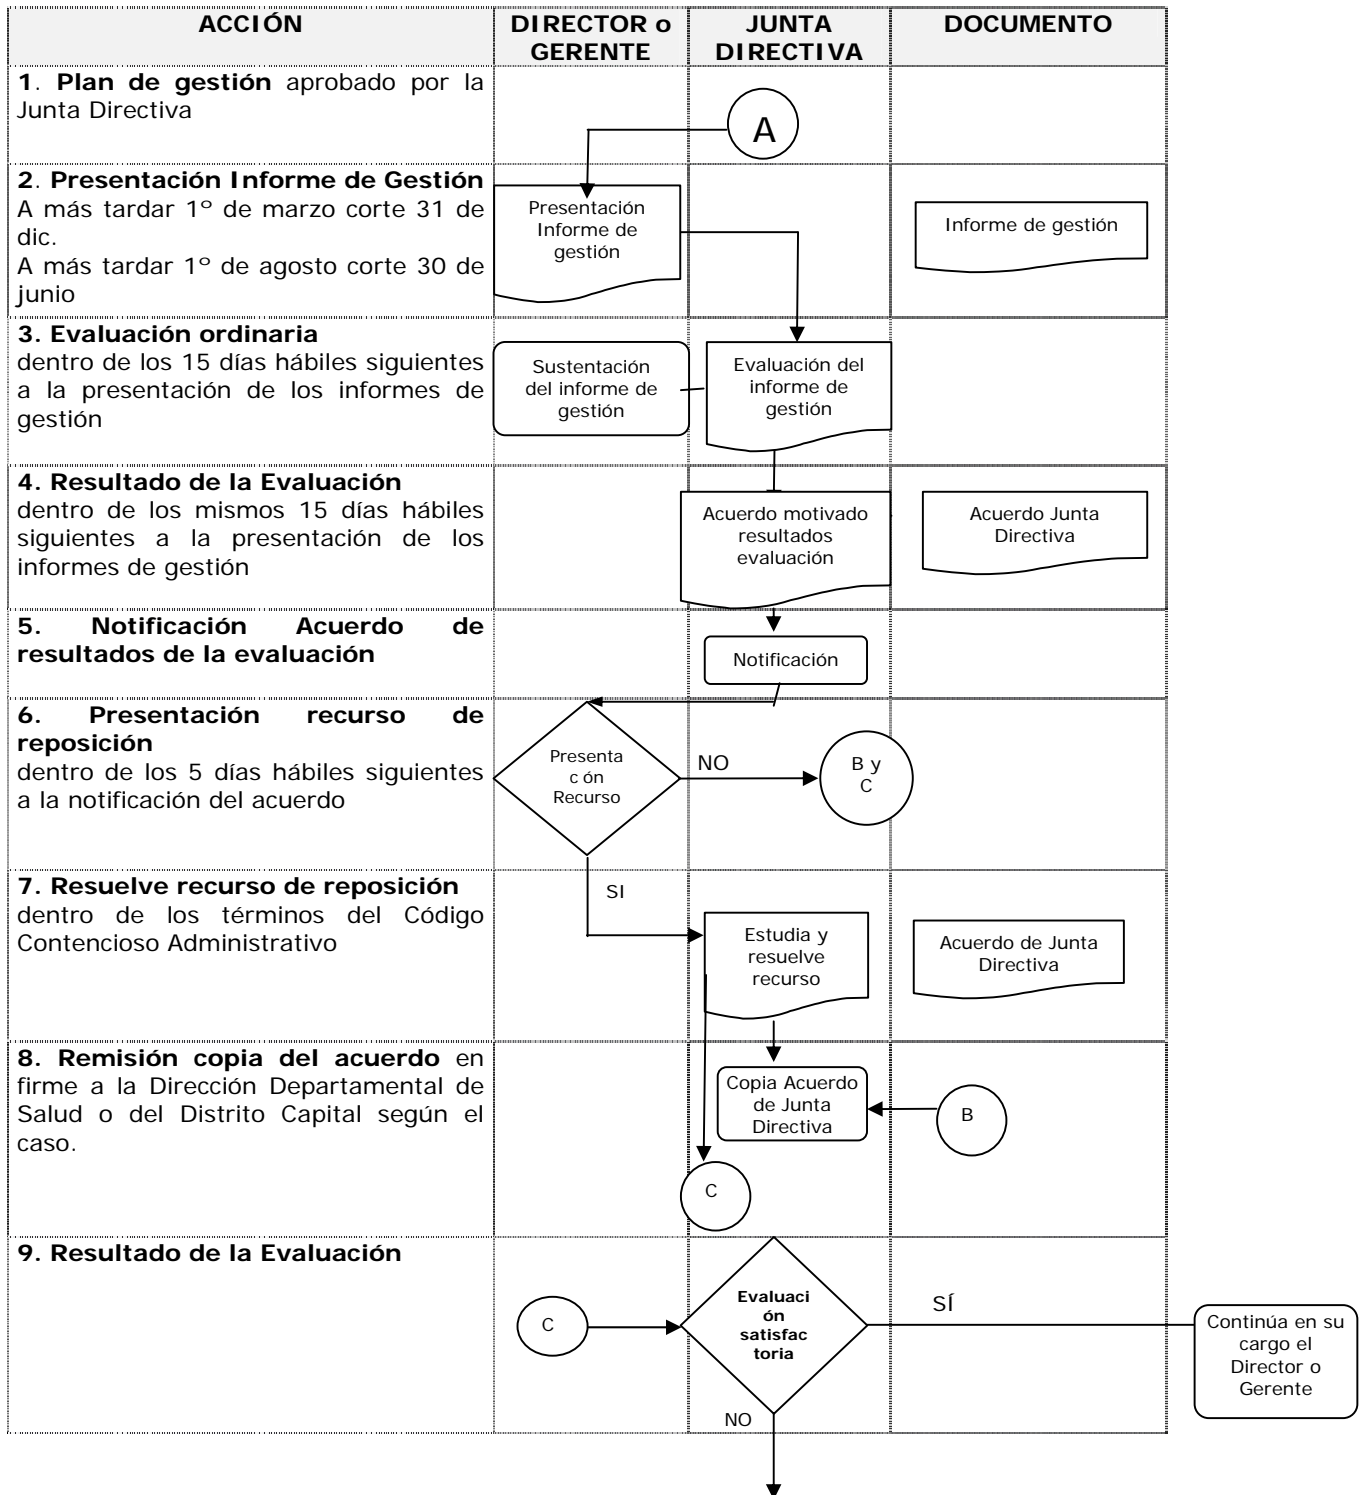 ACCIÓN
DIRECTOR o
GERENTE
JUNTA
DIRECTIVA
DOCUMENTO
1. Plan de gestión aprobado por la
Junta Directiva
A
2. Presentación Informe de Gestión
A más tardar 1º de marzo corte 31 de
dic.
A más tardar 1º de agosto corte 30 de
junio
Presentación
Informe de
gestión
Informe de gestión
3. Evaluación ordinaria
dentro de los 15 días hábiles siguientes
a la presentación de los informes de
gestión
Sustentación
del informe de
gestión
Evaluación del
informe de
gestión
4. Resultado de la Evaluación
dentro de los mismos 15 días hábiles
siguientes a la presentación de los
informes de gestión
Acuerdo motivado
resultados
evaluación
Acuerdo Junta
Directiva
5. Notificación Acuerdo de
resultados de la evaluación
Notificación
6. Presentación recurso de
reposición
dentro de los 5 días hábiles siguientes
a la notificación del acuerdo
Presenta
c ón
Recurso
NO
B y
C
7. Resuelve recurso de reposición
dentro de los términos del Código
Contencioso Administrativo
SI
Estudia y
resuelve
recurso
Acuerdo de Junta
Directiva
8. Remisión copia del acuerdo en
firme a la Dirección Departamental de
Salud o del Distrito Capital según el
caso.
Copia Acuerdo
de Junta
Directiva
B
C
9. Resultado de la Evaluación
C
Evaluaci
ón
satisfac
toria
SÍ
Continúa en su
cargo el
Director o
Gerente
NO